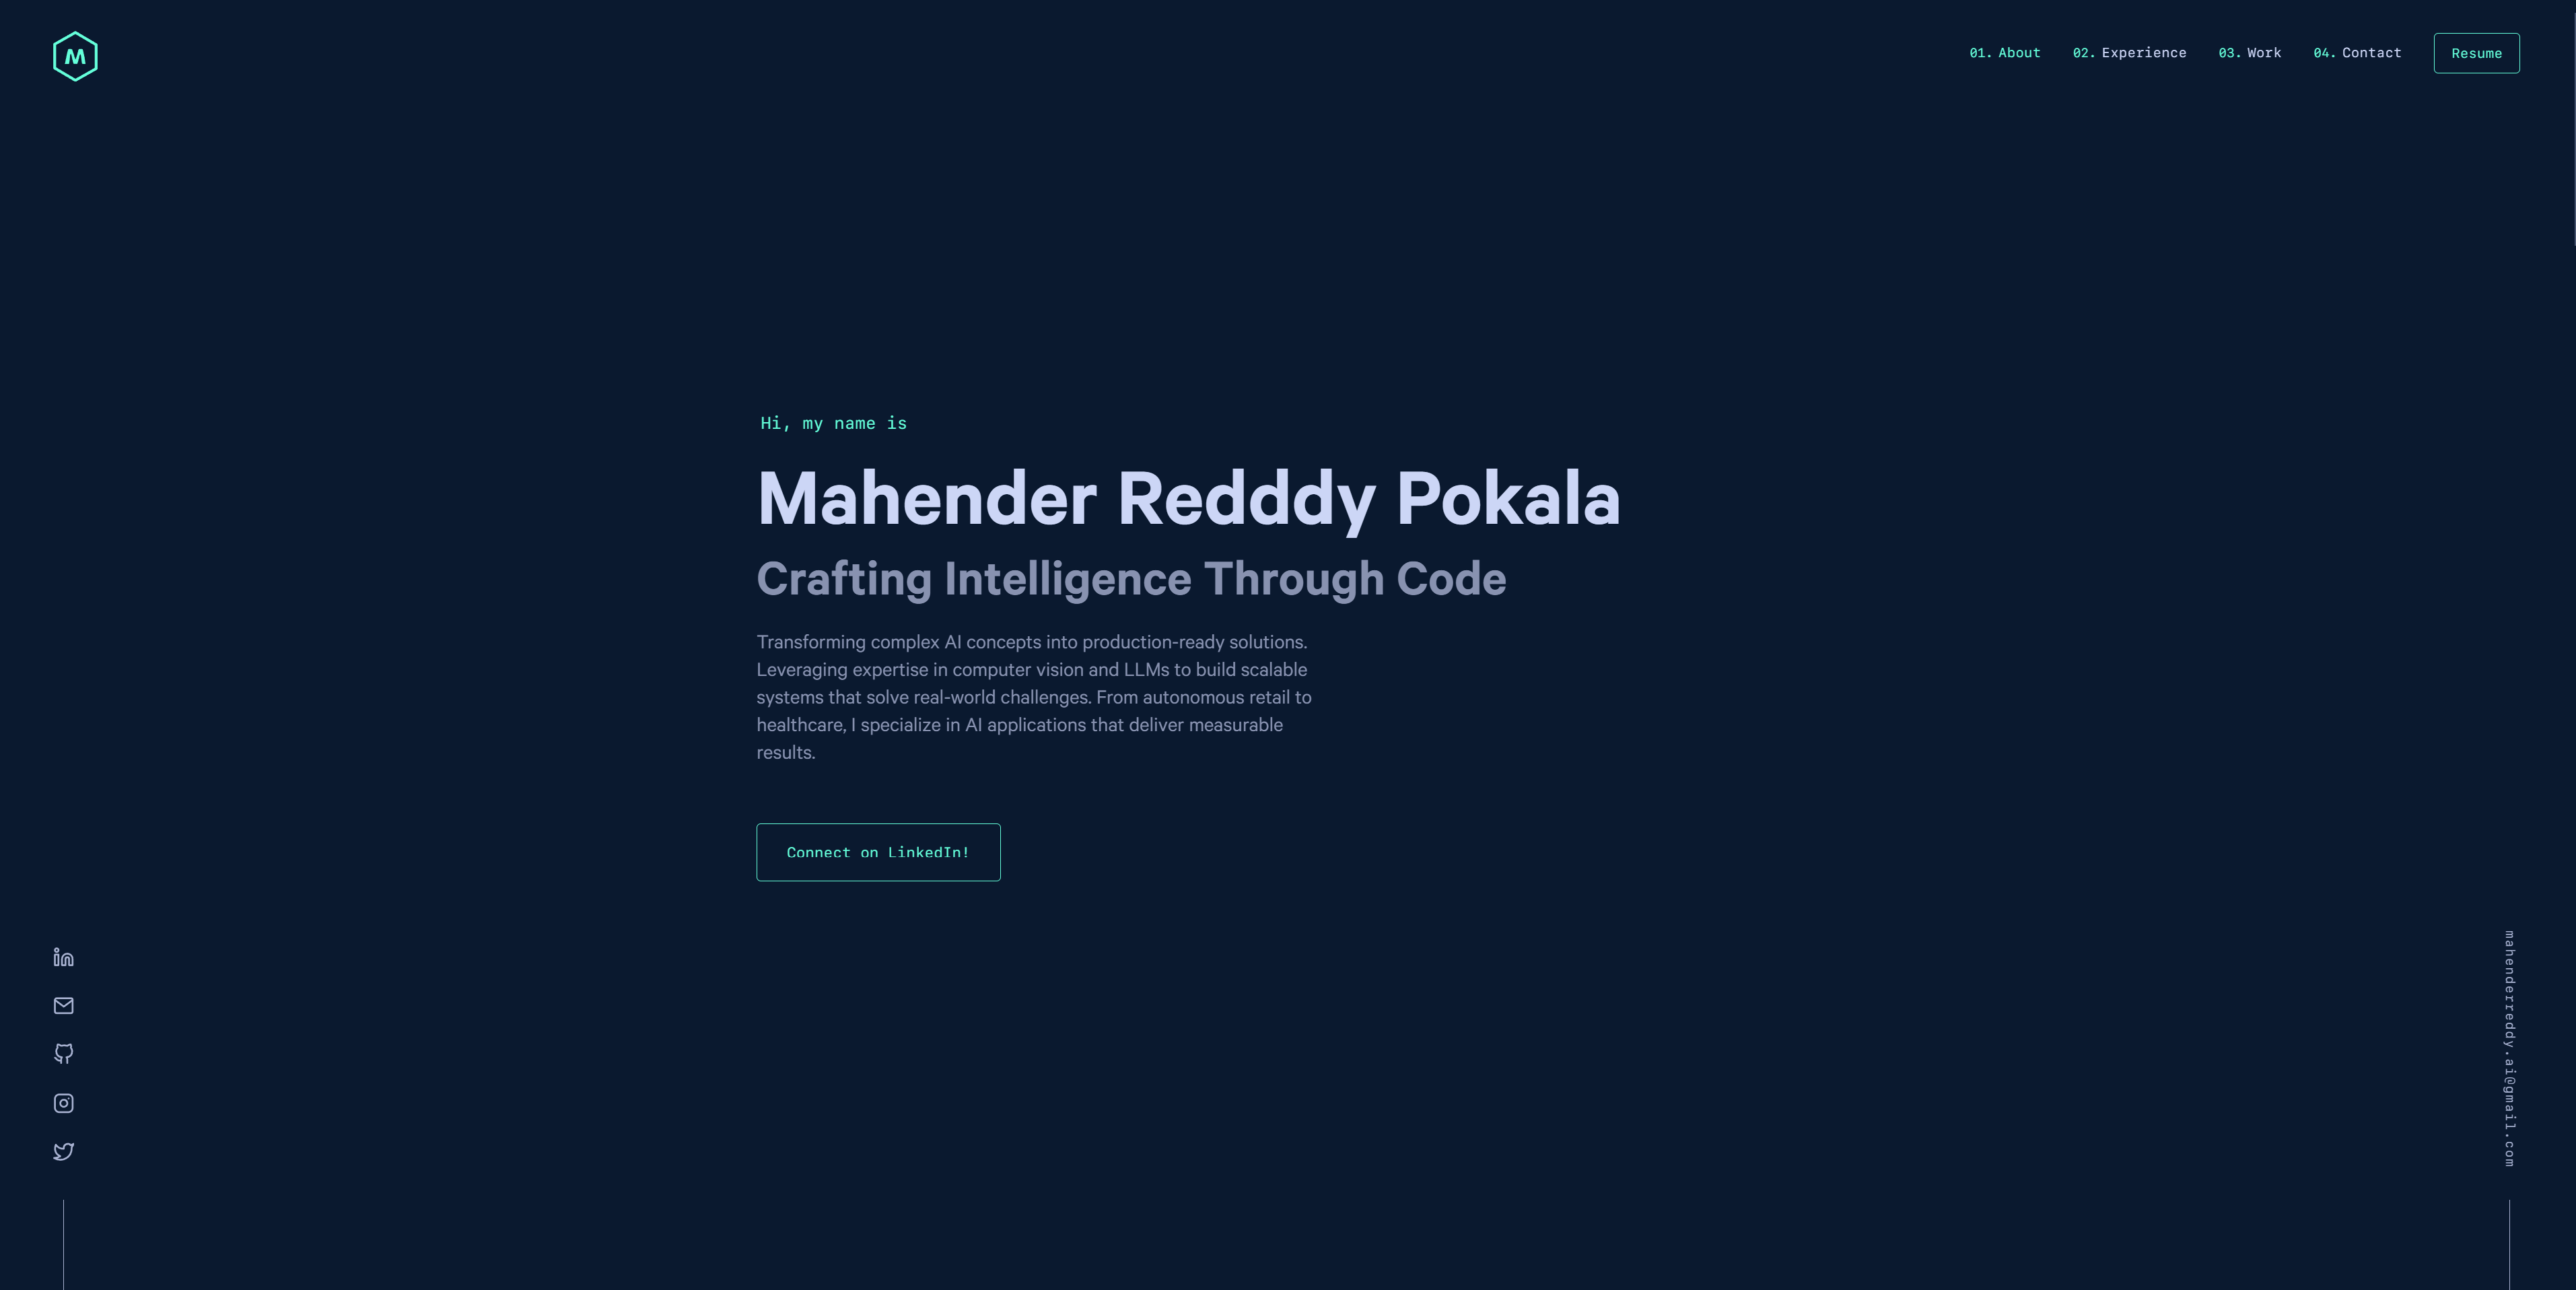 M
01. About
02. Experience
03. Work
04. Contact
Resume
Hi, my name is
Mahender Redddy Pokala
Crafting Intelligence Through Code
Transforming complex AI concepts into production-ready solutions.
Leveraging expertise in computer vision and LLMs to build scalable
systems that solve real-world challenges. From autonomous retail to
healthcare, I specialize in AI applications that deliver measurable
results.
Connect on LinkedIn!
in
mahenderreddy.ai@gmail.com